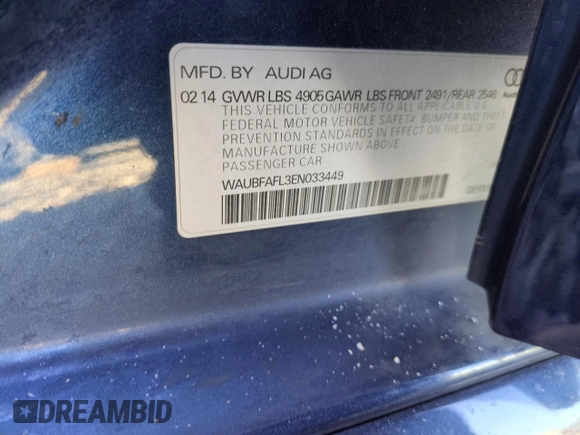 MFD. BY AUDI AG
02 14 GVWR LBS 4905 GAWR LBS FRONT 2491/REAR 2546
THIS VEHICLE CONFORMS TO ALL APPLICABLE U.S.
FEDERAL MOTOR VEHICLE SAFETY, BUMPER AND THEFT
PREVENTION STANDARDS IN EFFECT ON THE DATE OF
MANUFACTURE SHOWN ABOVE
PASSENGER CAR
WAUBFAFL3EN033449
DREAMBID